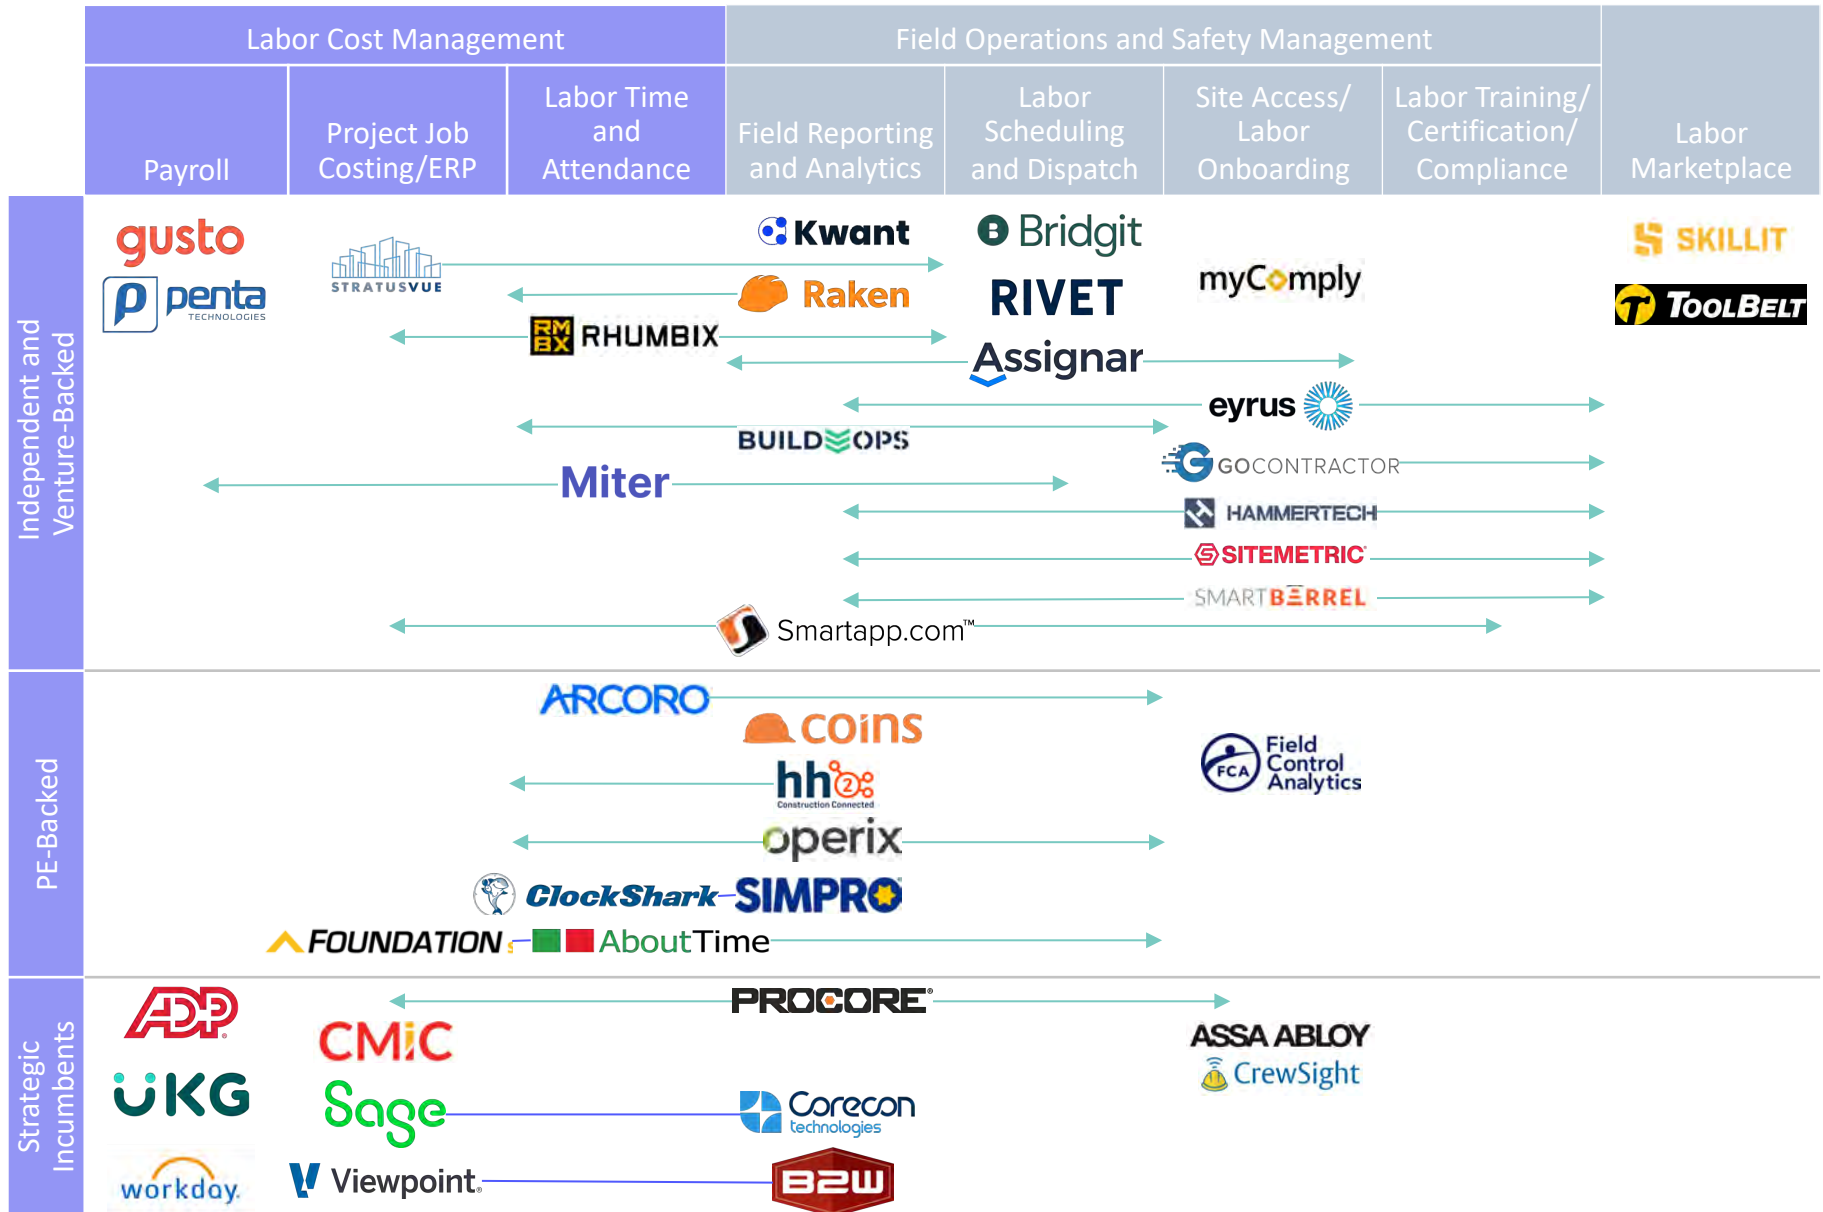 Labor Cost Management
Field Operations and Safety Management
Payroll
Project Job
Costing/ERP
Labor Time
and
Attendance
Field Reporting
and Analytics
Labor
Scheduling
and Dispatch
Site Access/
Labor
Onboarding
Labor Training/
Certification/
Compliance
Labor
Marketplace
Independent and
Venture-Backed
gusto
penta
TECHNOLOGIES
STRATUSVUE
Kwant
Raken
RMBX RHUMBIX
B Bridgit
RIVET
Assignar
myComply
SKILLIT
TOOLBELT
eyrus
BUILDOPS
GOCONTRACTOR
Miter
HAMMERTECH
SITEMETRIC
SMARTBARREL
Smartapp.com™
PE-Backed
ARCORO
coins
hh2
Construction Connected
FCA
Field
Control
Analytics
operix
ClockShark
SIMPRO
FOUNDATION
AboutTime
Strategic
Incumbents
ADP®
UKG
workday.
PROCORE®
CMiC
Sage
Corecon
technologies
Viewpoint®
B2W
ASSA ABLOY
CrewSight